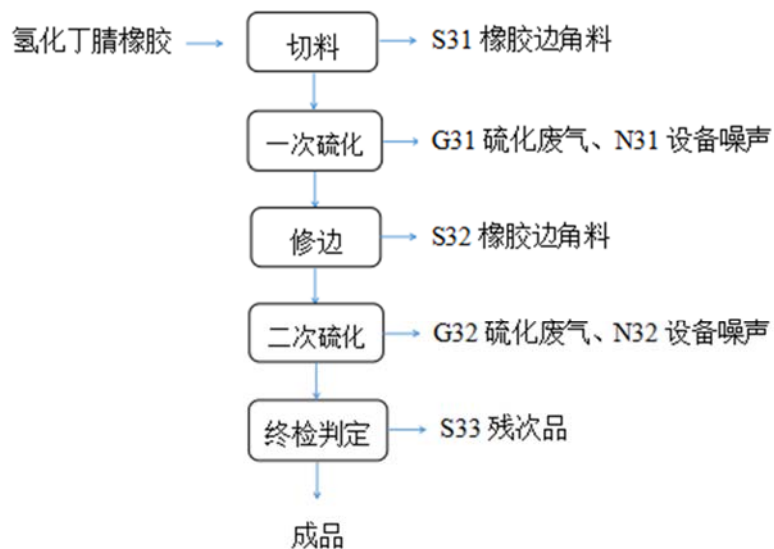 氢化丁腈橡胶
切料
S31 橡胶边角料
一次硫化
G31 硫化废气、N31 设备噪声
修边
S32 橡胶边角料
二次硫化
G32 硫化废气、N32 设备噪声
终检判定
S33 残次品
成品